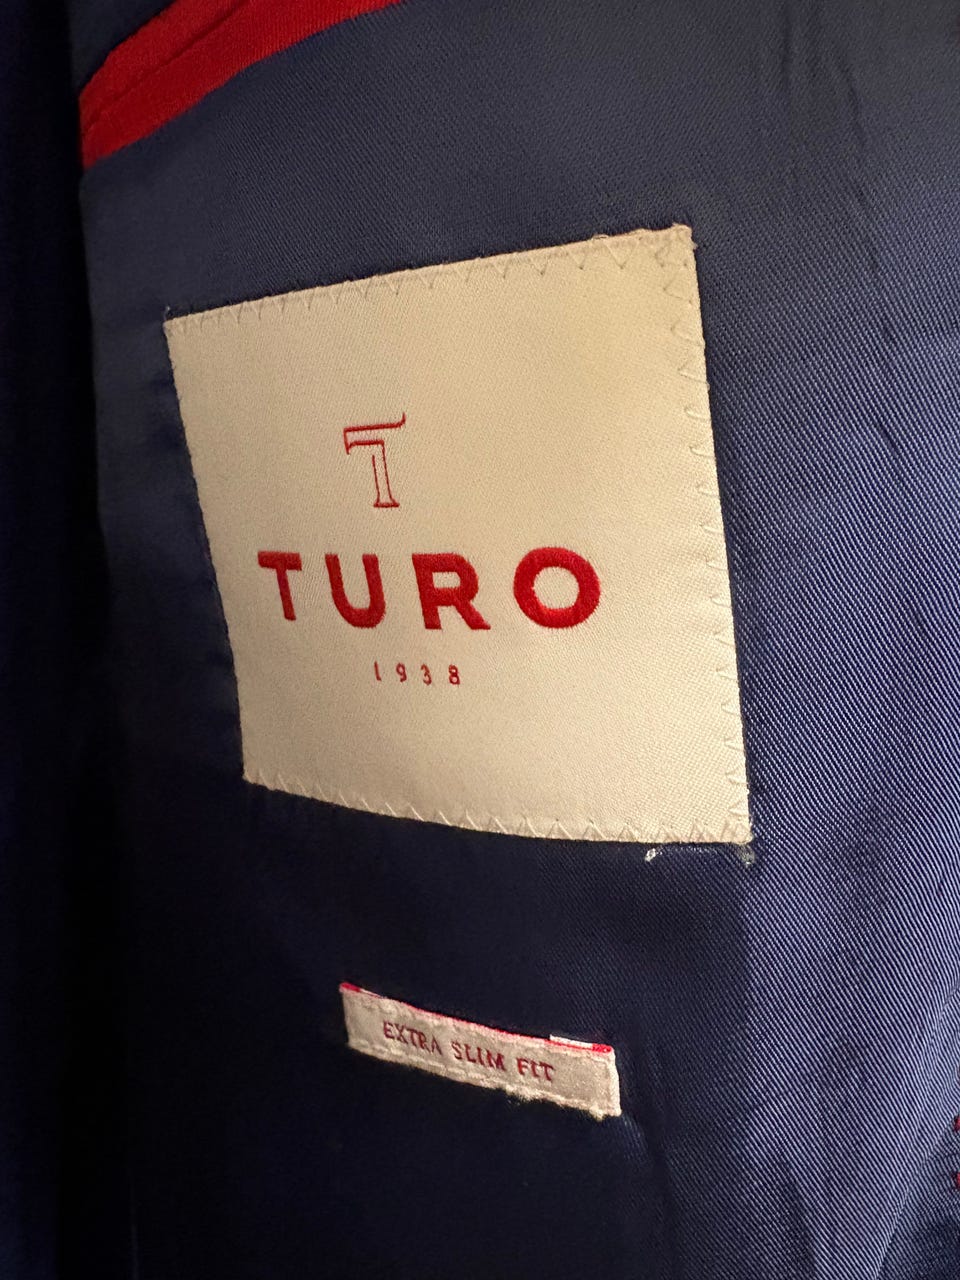 T
TURO
1938
EXTRA SLIM FIT